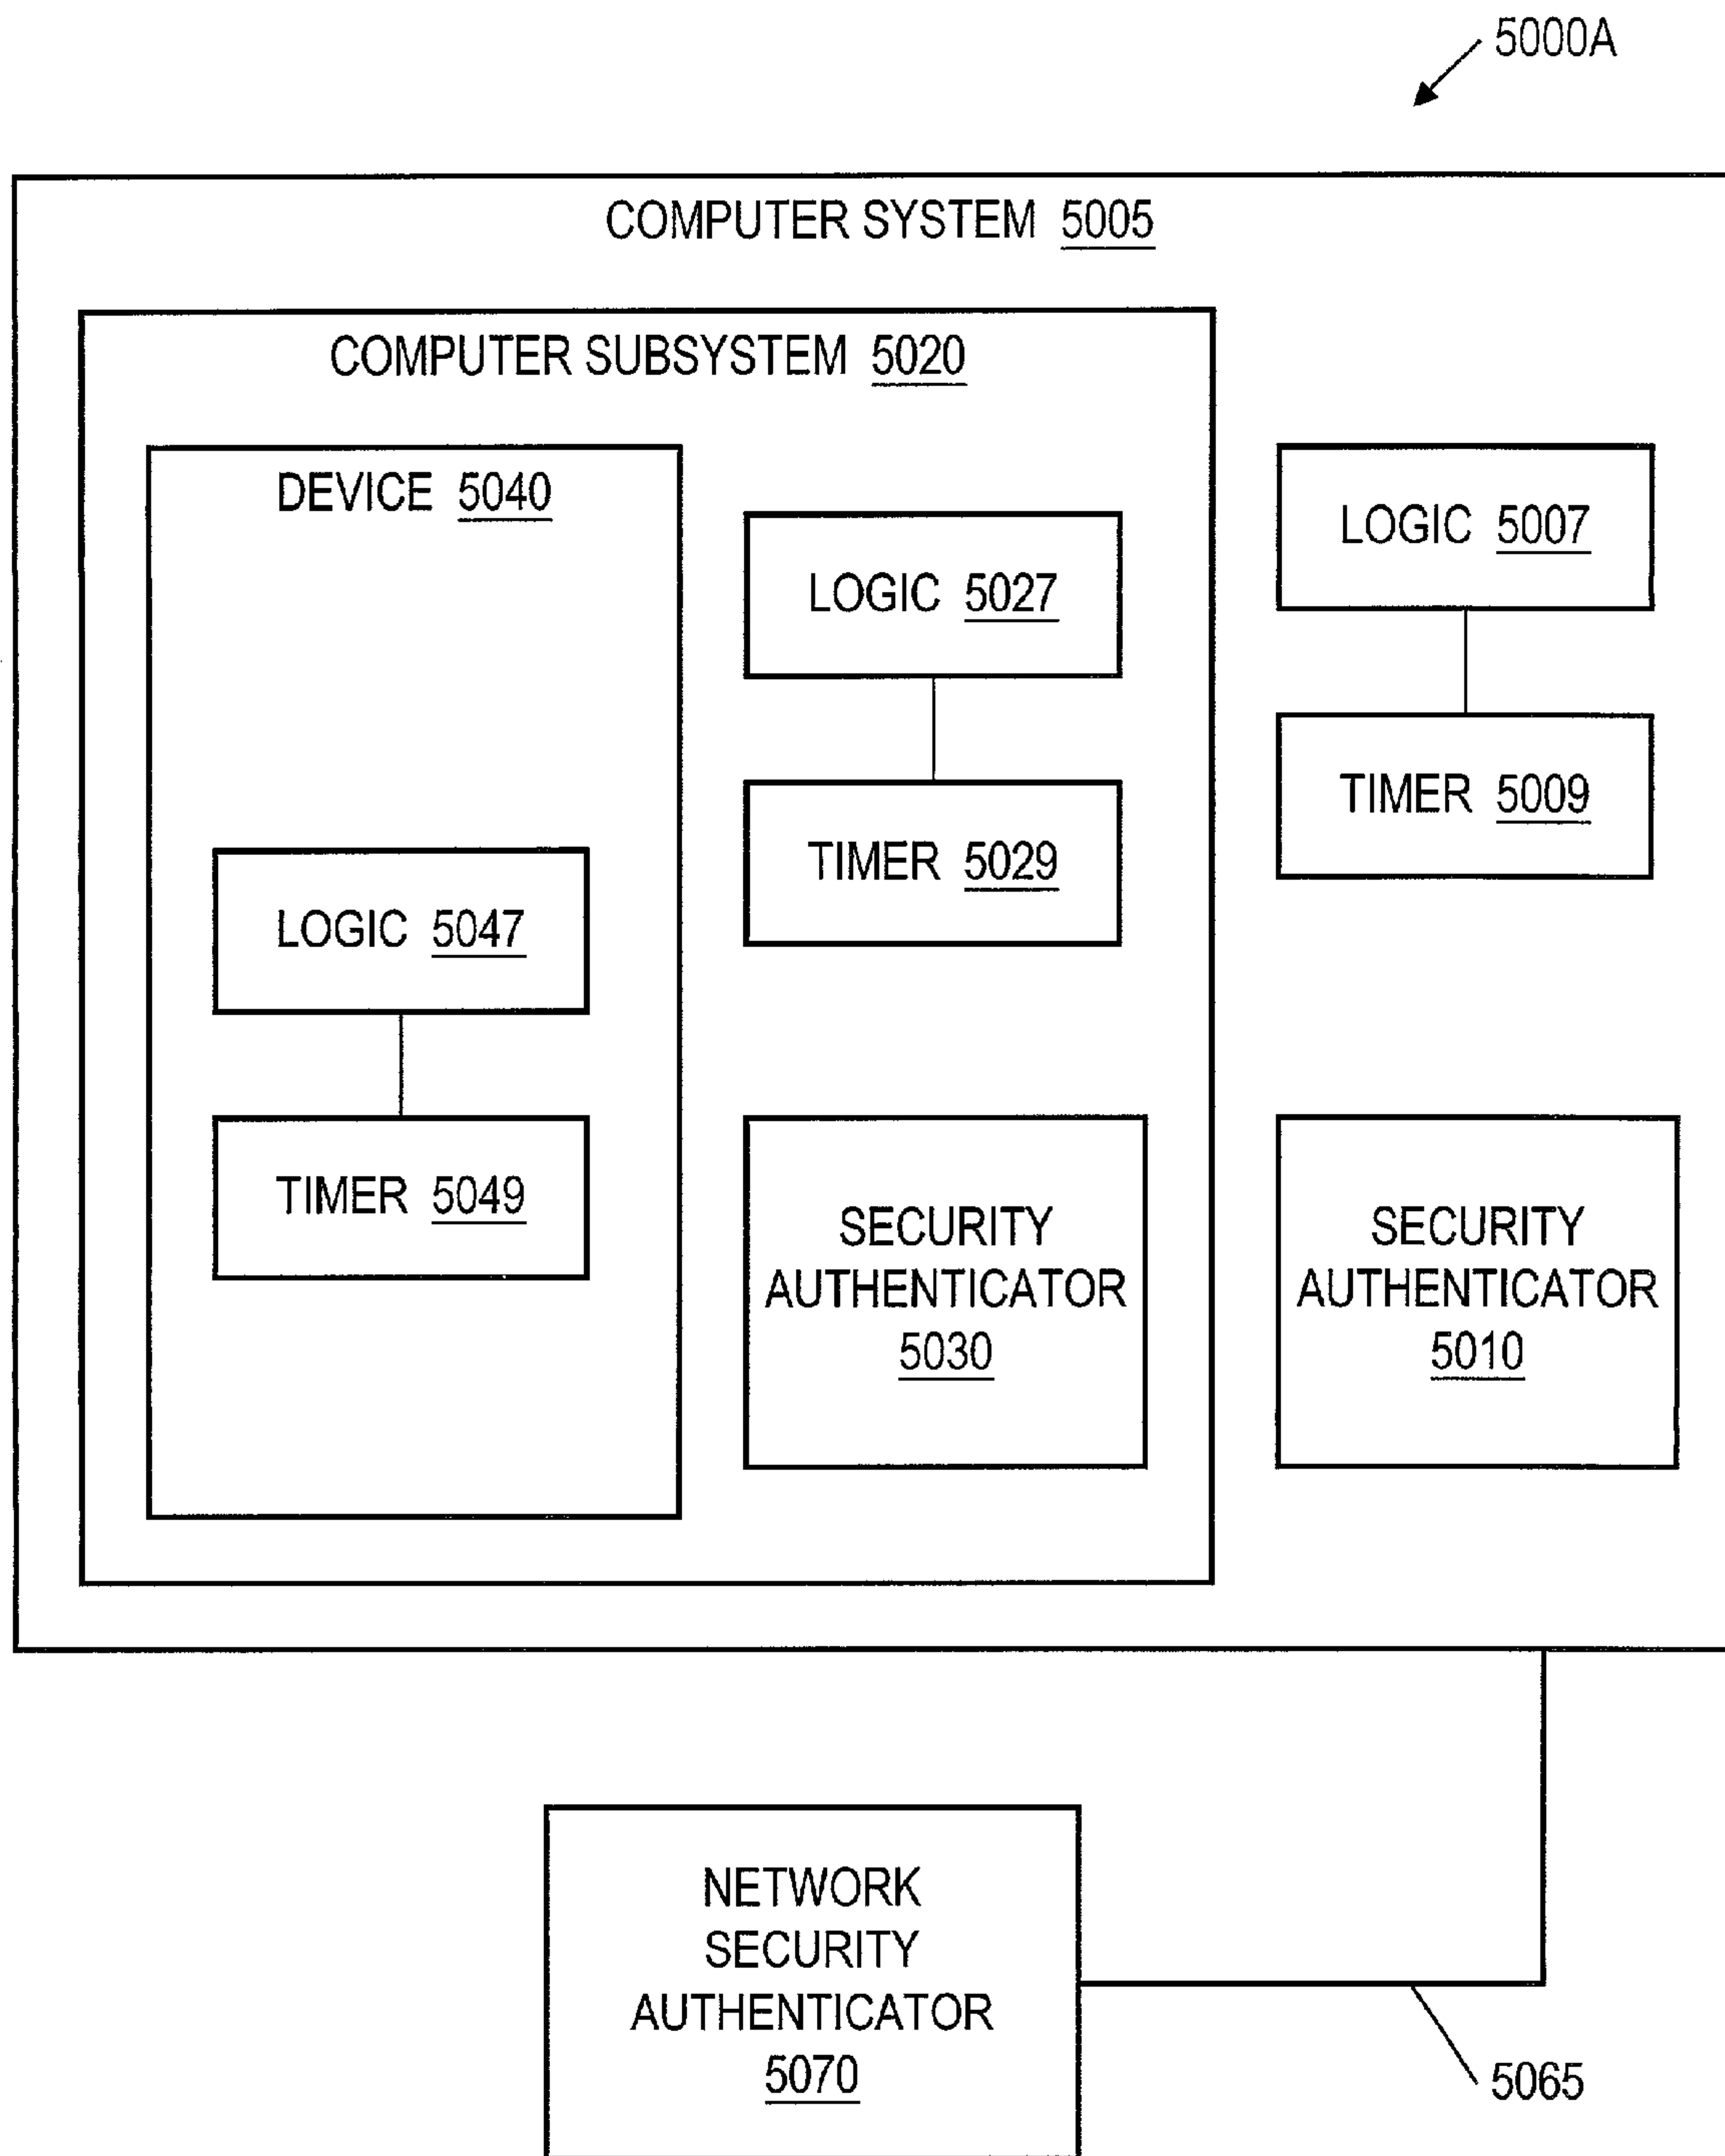 5000A
COMPUTER SYSTEM 5005
COMPUTER SUBSYSTEM 5020
DEVICE 5040
LOGIC 5007
LOGIC 5027
TIMER 5009
TIMER 5029
LOGIC 5047
TIMER 5049
SECURITY
AUTHENTICATOR
5030
SECURITY
AUTHENTICATOR
5010
NETWORK
SECURITY
AUTHENTICATOR
5070
5065